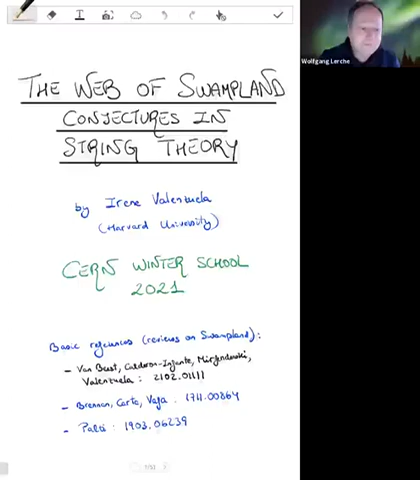 THE WEB OF SWAMPLAND
CONJECTURES IN
STRING THEORY
by Irene Valenzuela
(Harvard University)
CERN WINTER SCHOOL
2021
Basic references (reviews on Swampland):
- Van Beest, Calderon-Infante, Mirfendereski,
Valenzuela : 2102.01111
- Brennan, Carta, Vafa : 1711.00864
- Palti : 1903.06239
Wolfgang Lerche